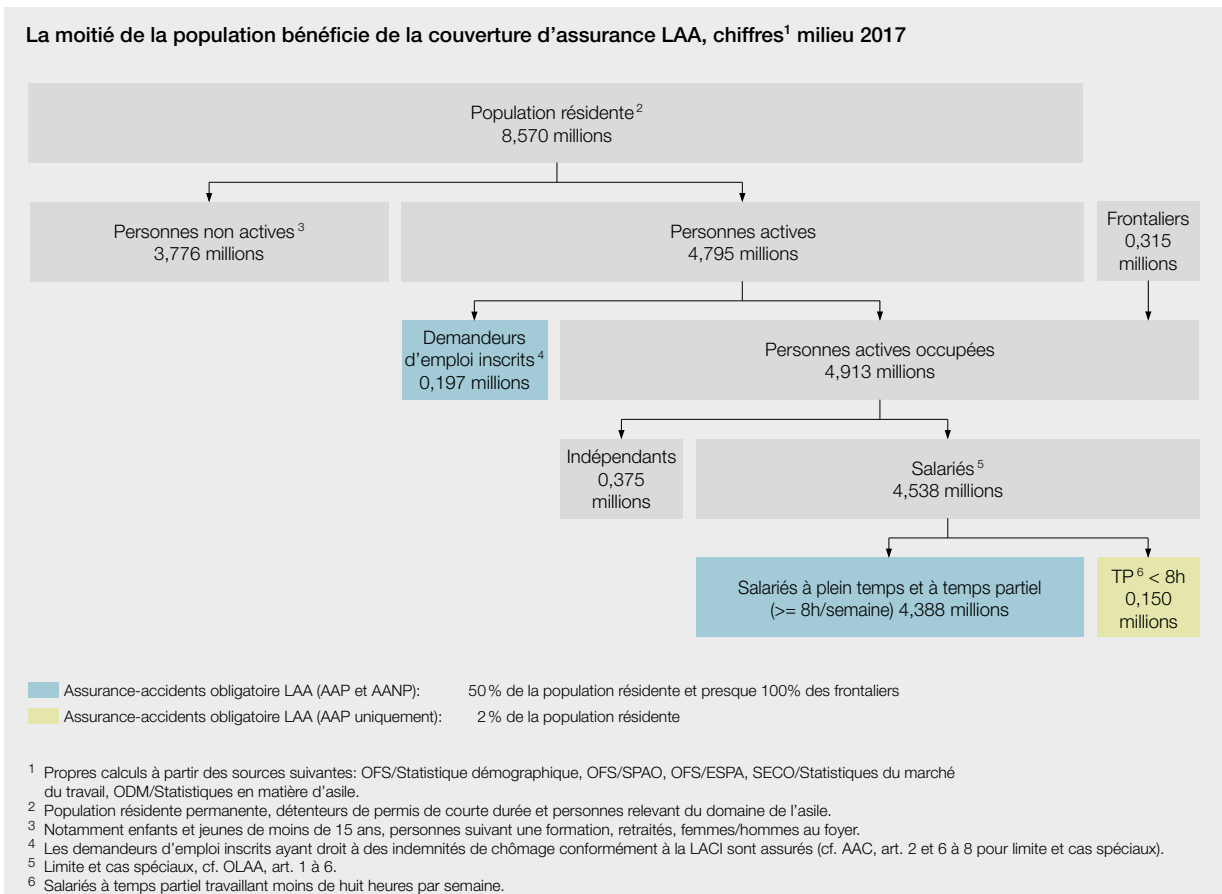 La moitié de la population bénéficie de la couverture d’assurance LAA, chiffres¹ milieu 2017
Population résidente ²
8,570 millions
Personnes non actives ³
3,776 millions
Personnes actives
4,795 millions
Frontaliers
0,315
millions
Demandeurs
d’emploi inscrits ⁴
0,197 millions
Personnes actives occupées
4,913 millions
Indépendants
0,375
millions
Salariés ⁵
4,538 millions
Salariés à plein temps et à temps partiel
(>= 8h/semaine) 4,388 millions
TP ⁶ < 8h
0,150
millions
Assurance-accidents obligatoire LAA (AAP et AANP): 50 % de la population résidente et presque 100% des frontaliers
Assurance-accidents obligatoire LAA (AAP uniquement): 2 % de la population résidente
¹ Propres calculs à partir des sources suivantes: OFS/Statistique démographique, OFS/SPAO, OFS/ESPA, SECO/Statistiques du marché
du travail, ODM/Statistiques en matière d’asile.
² Population résidente permanente, détenteurs de permis de courte durée et personnes relevant du domaine de l’asile.
³ Notamment enfants et jeunes de moins de 15 ans, personnes suivant une formation, retraités, femmes/hommes au foyer.
⁴ Les demandeurs d’emploi inscrits ayant droit à des indemnités de chômage conformément à la LACI sont assurés (cf. AAC, art. 2 et 6 à 8 pour limite et cas spéciaux).
⁵ Limite et cas spéciaux, cf. OLAA, art. 1 à 6.
⁶ Salariés à temps partiel travaillant moins de huit heures par semaine.